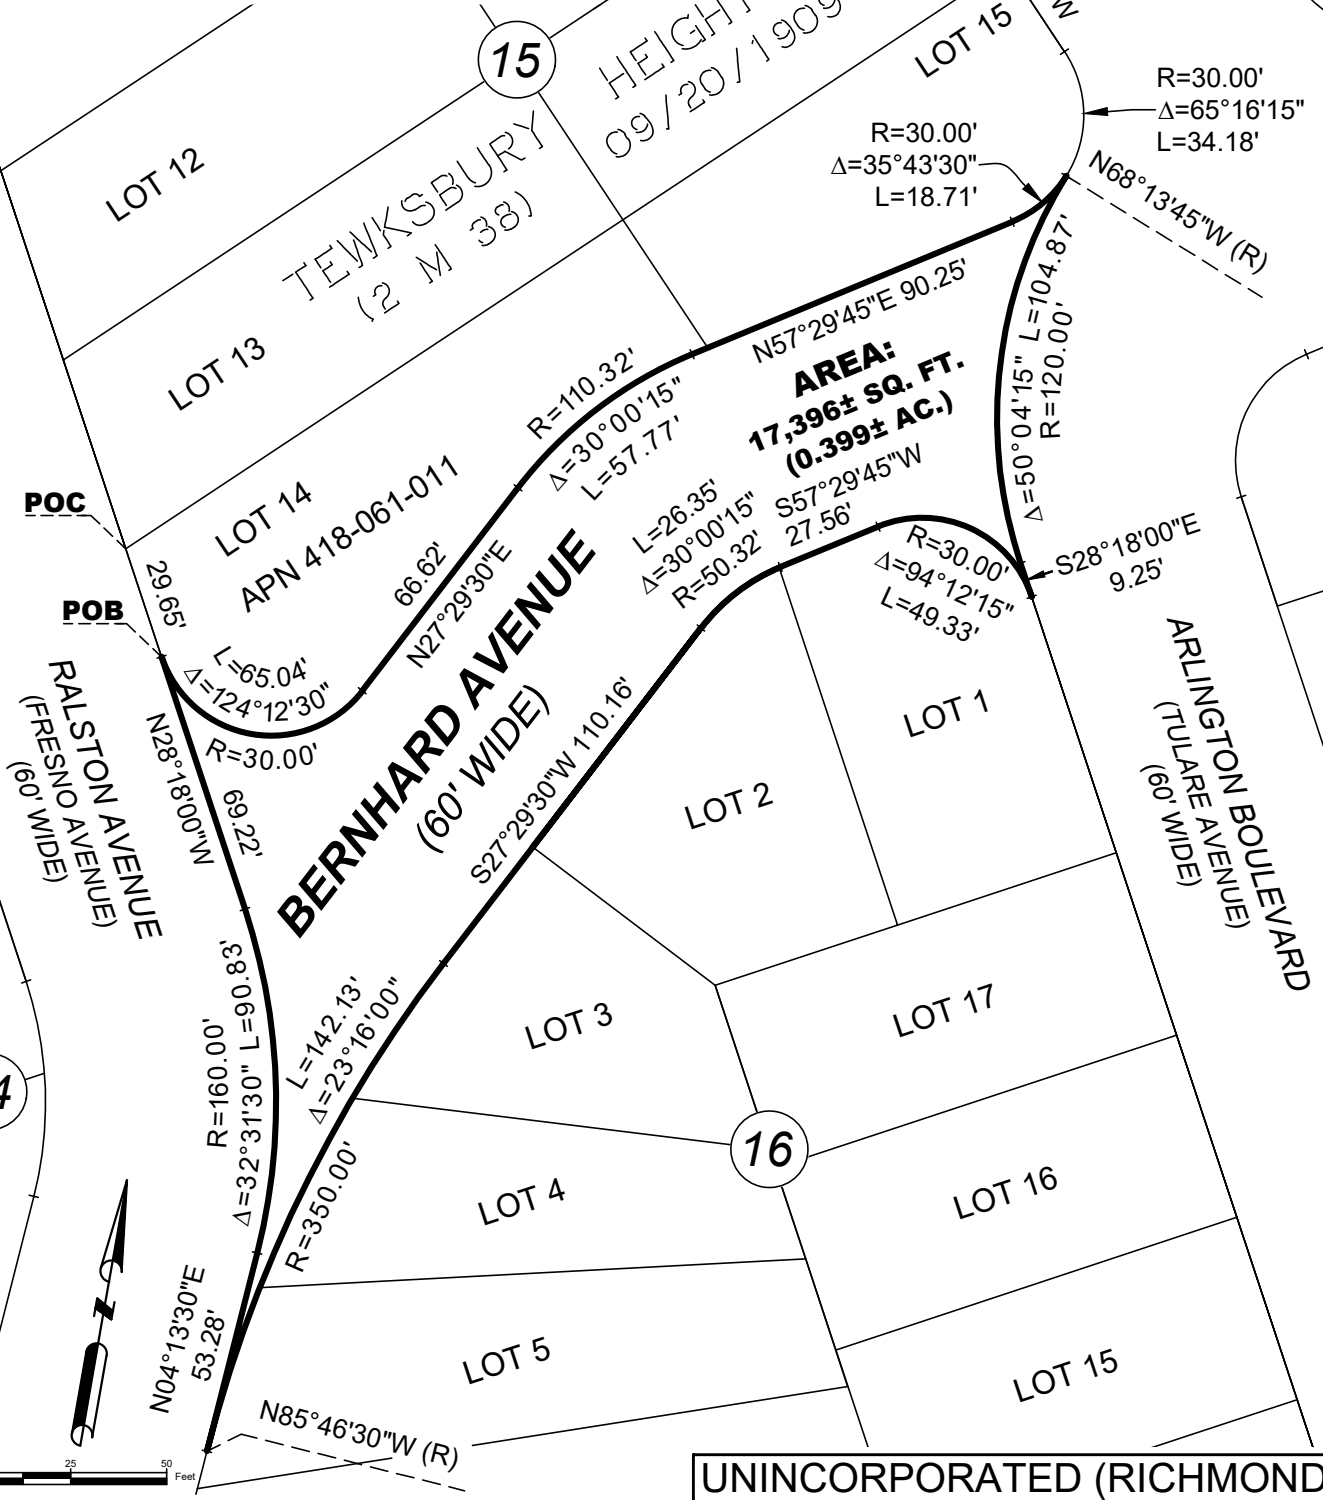 15
HEIGHT
09/20/1909
LOT 15
W
R=30.00'
Δ=65°16'15"
L=34.18'
R=30.00'
Δ=35°43'30"
L=18.71'
N68°13'45"W (R)
LOT 12
TEWKSBURY
(2 M 38)
LOT 13
N57°29'45"E 90.25'
L=104.87'
Δ=50°04'15"
R=120.00'
AREA:
17,396± SQ. FT.
(0.399± AC.)
R=110.32'
Δ=30°00'15"
L=57.77'
LOT 14
APN 418-061-011
POC
29.65'
POB
66.62'
N27°29'30"E
L=26.35'
Δ=30°00'15"
R=50.32'
S57°29'45"W
27.56'
R=30.00'
Δ=94°12'15"
L=49.33'
S28°18'00"E
9.25'
L=65.04'
Δ=124°12'30"
R=30.00'
RALSTON AVENUE
(FRESNO AVENUE)
(60' WIDE)
N28°18'00"W
69.22'
BERNHARD AVENUE
(60' WIDE)
S27°29'30"W 110.16'
LOT 1
LOT 2
ARLINGTON BOULEVARD
(TULARE AVENUE)
(60' WIDE)
R=160.00'
Δ=32°31'30" L=90.83'
L=142.13'
Δ=23°16'00"
R=350.00'
LOT 3
LOT 17
4
16
LOT 4
LOT 16
N
N04°13'30"E
53.28'
LOT 5
LOT 15
N85°46'30"W (R)
25
50
Feet
UNINCORPORATED (RICHMOND